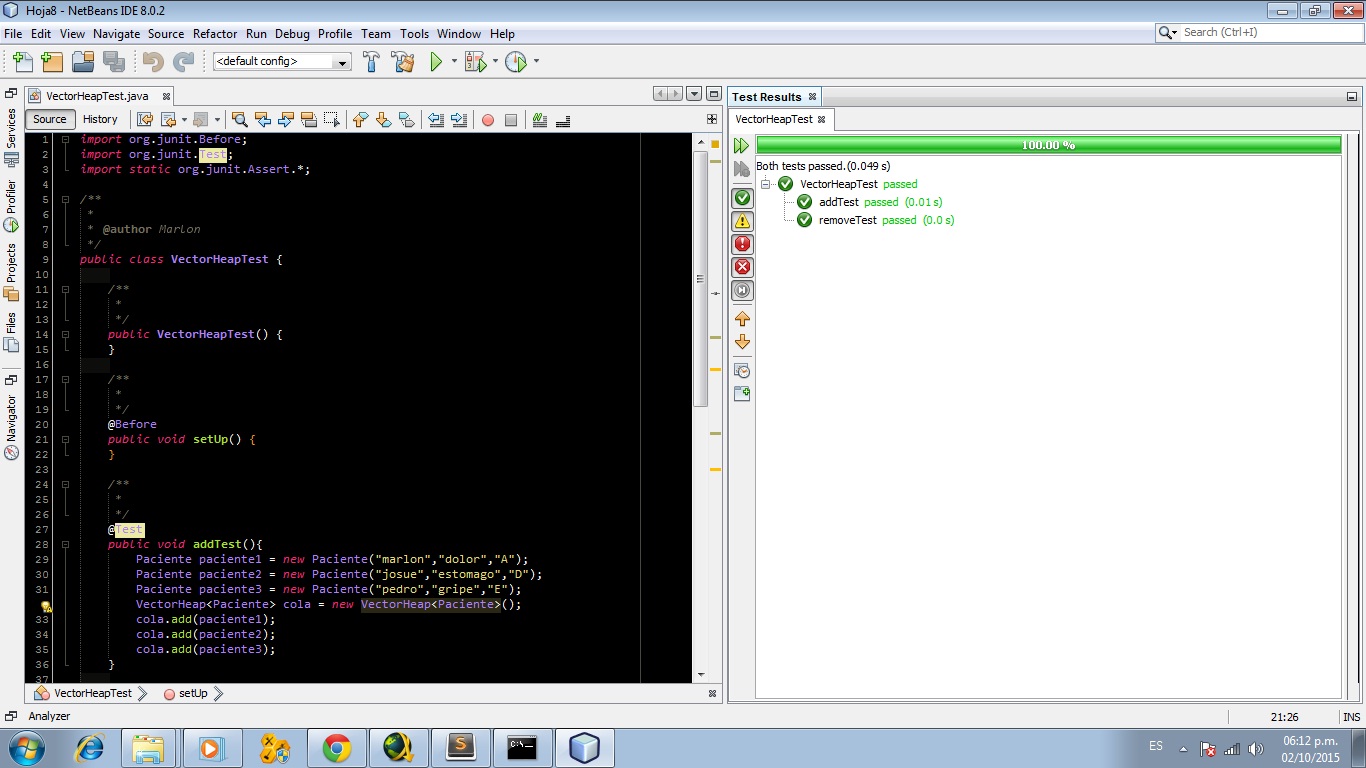 Hoja8 - NetBeans IDE 8.0.2
File Edit View Navigate Source Refactor Run Debug Profile Team Tools Window Help
Search (Ctrl+I)
<default config>
Services
Profiler
Projects
Files
Navigator
VectorHeapTest.java
Source History
1 import org.junit.Before;
2 import org.junit.Test;
3 import static org.junit.Assert.*;
4
5 /**
6 *
7 * @author Marlon
8 */
9 public class VectorHeapTest {
10
11 /**
12 *
13 */
14 public VectorHeapTest() {
15 }
16
17 /**
18 *
19 */
20 @Before
21 public void setUp() {
22 }
23
24 /**
25 *
26 */
27 @Test
28 public void addTest(){
29 Paciente paciente1 = new Paciente("marlon","dolor","A");
30 Paciente paciente2 = new Paciente("josue","estomago","D");
31 Paciente paciente3 = new Paciente("pedro","gripe","E");
VectorHeap<Paciente> cola = new VectorHeap<Paciente>();
33 cola.add(paciente1);
34 cola.add(paciente2);
35 cola.add(paciente3);
36 }
37
VectorHeapTest setUp
Test Results
VectorHeapTest
100.00 %
Both tests passed.(0.049 s)
VectorHeapTest passed
addTest passed (0.01 s)
removeTest passed (0.0 s)
Analyzer
21:26 INS
ES
06:12 p.m.
02/10/2015